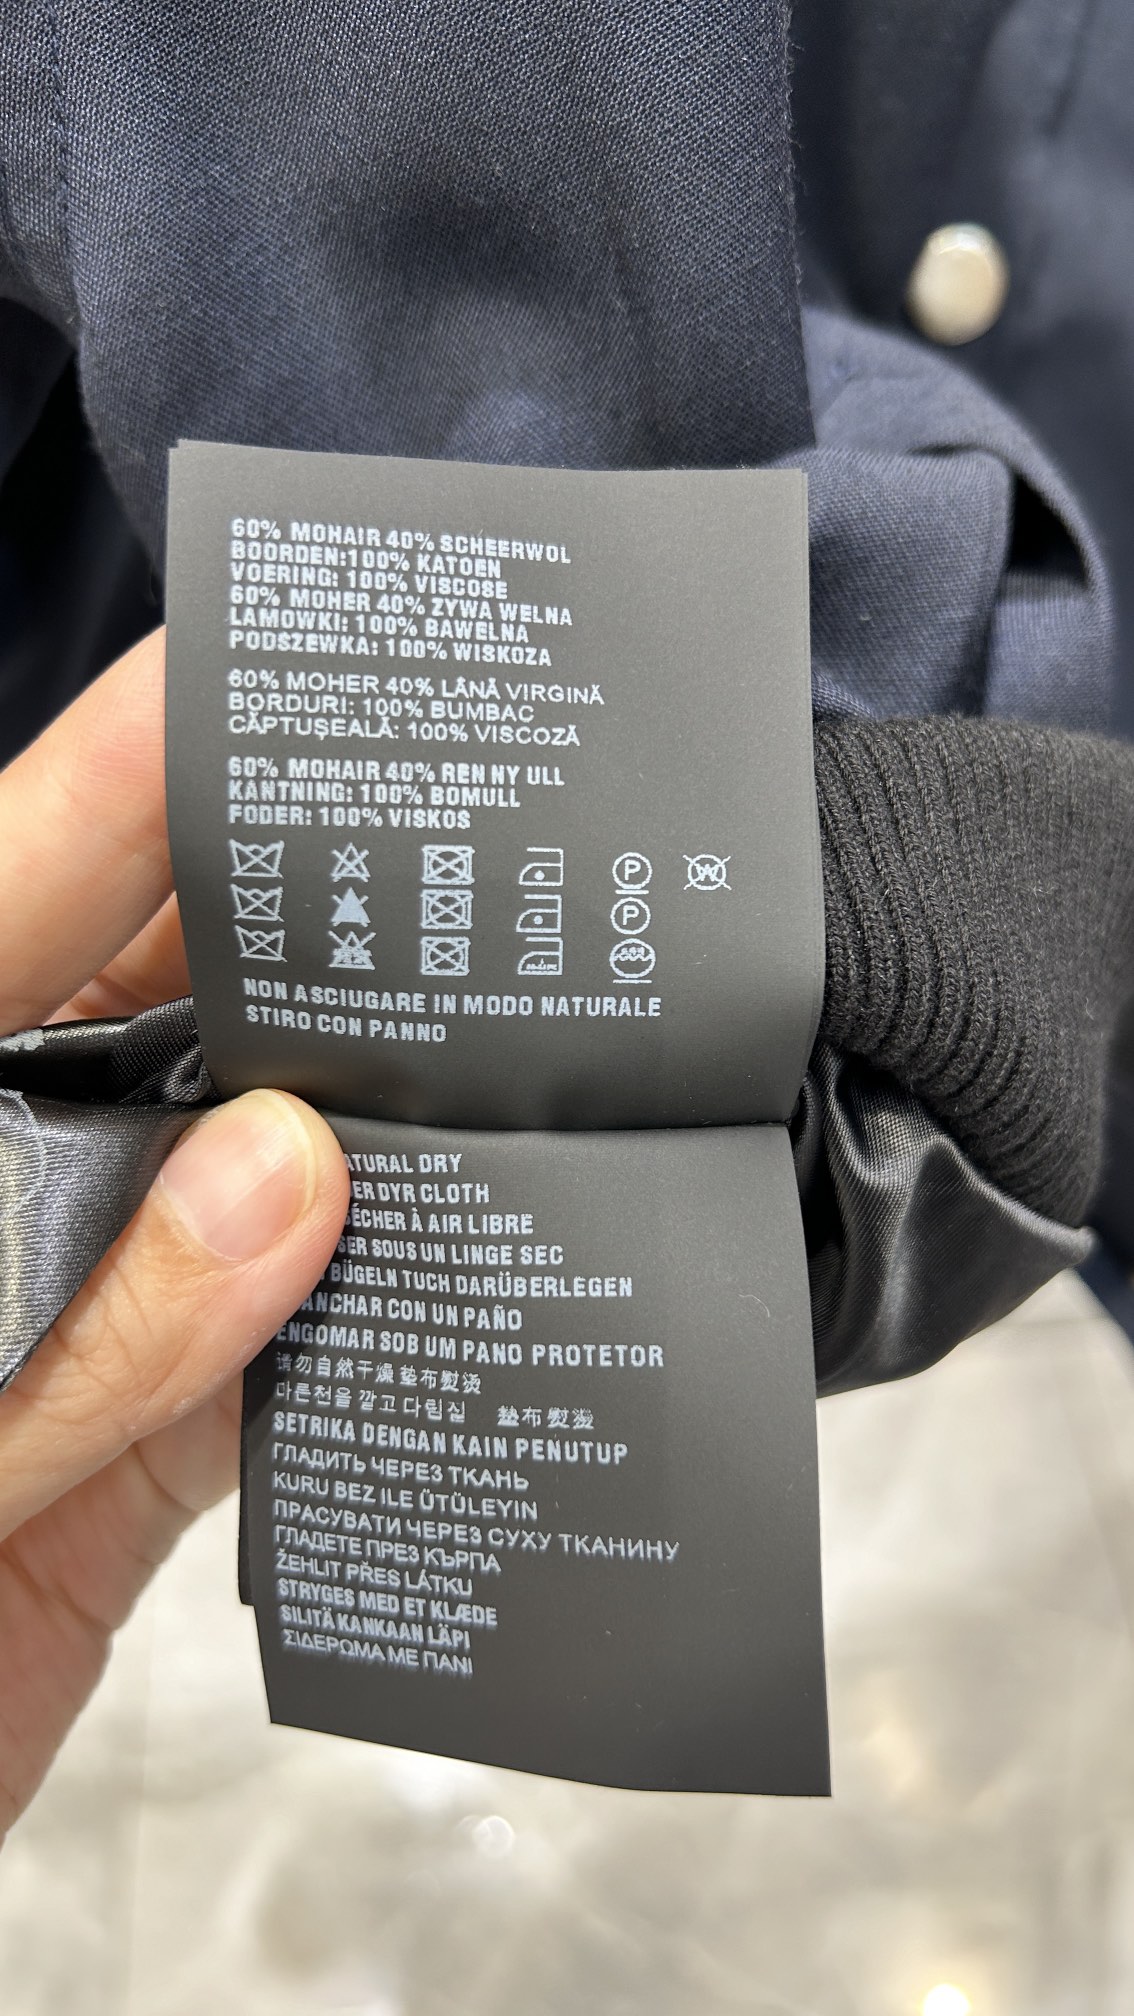 60% MOHAIR 40% SCHEERWOL
BOORDEN:100% KATOEN
VOERING: 100% VISCOSE
60% MOHER 40% ZYWA WELNA
LAMOWKI: 100% BAWELNA
PODSZEWKA: 100% WISKOZA
60% MOHER 40% LÂNĂ VIRGINĂ
BORDURI: 100% BUMBAC
CĂPTUȘEALĂ: 100% VISCOZĂ
60% MOHAIR 40% REN NY ULL
KANTNING: 100% BOMULL
FODER: 100% VISKOS
P W
P
NON ASCIUGARE IN MODO NATURALE
STIRO CON PANNO
ATURAL DRY
ER DYR CLOTH
SÉCHER À AIR LIBRE
SER SOUS UN LINGE SEC
BÜGELN TUCH DARÜBERLEGEN
ANCHAR CON UN PAÑO
ENGOMAR SOB UM PANO PROTETOR
请勿自然干燥 垫布熨烫
다른천을 깔고 다림질 垫布熨烫
SETRIKA DENGAN KAIN PENUTUP
ГЛАДИТЬ ЧЕРЕЗ ТКАНЬ
KURU BEZ ILE ÜTÜLEYIN
ПРАСУВАТИ ЧЕРЕЗ СУХУ ТКАНИНУ
ГЛАДЕТЕ ПРЕЗ КЪРПА
ŽEHLIT PŘES LÁTKU
STRYGES MED ET KLÆDE
SILITÄ KANKAAN LÄPI
ΣΙΔΕΡΩΜΑ ΜΕ ΠΑΝΙ